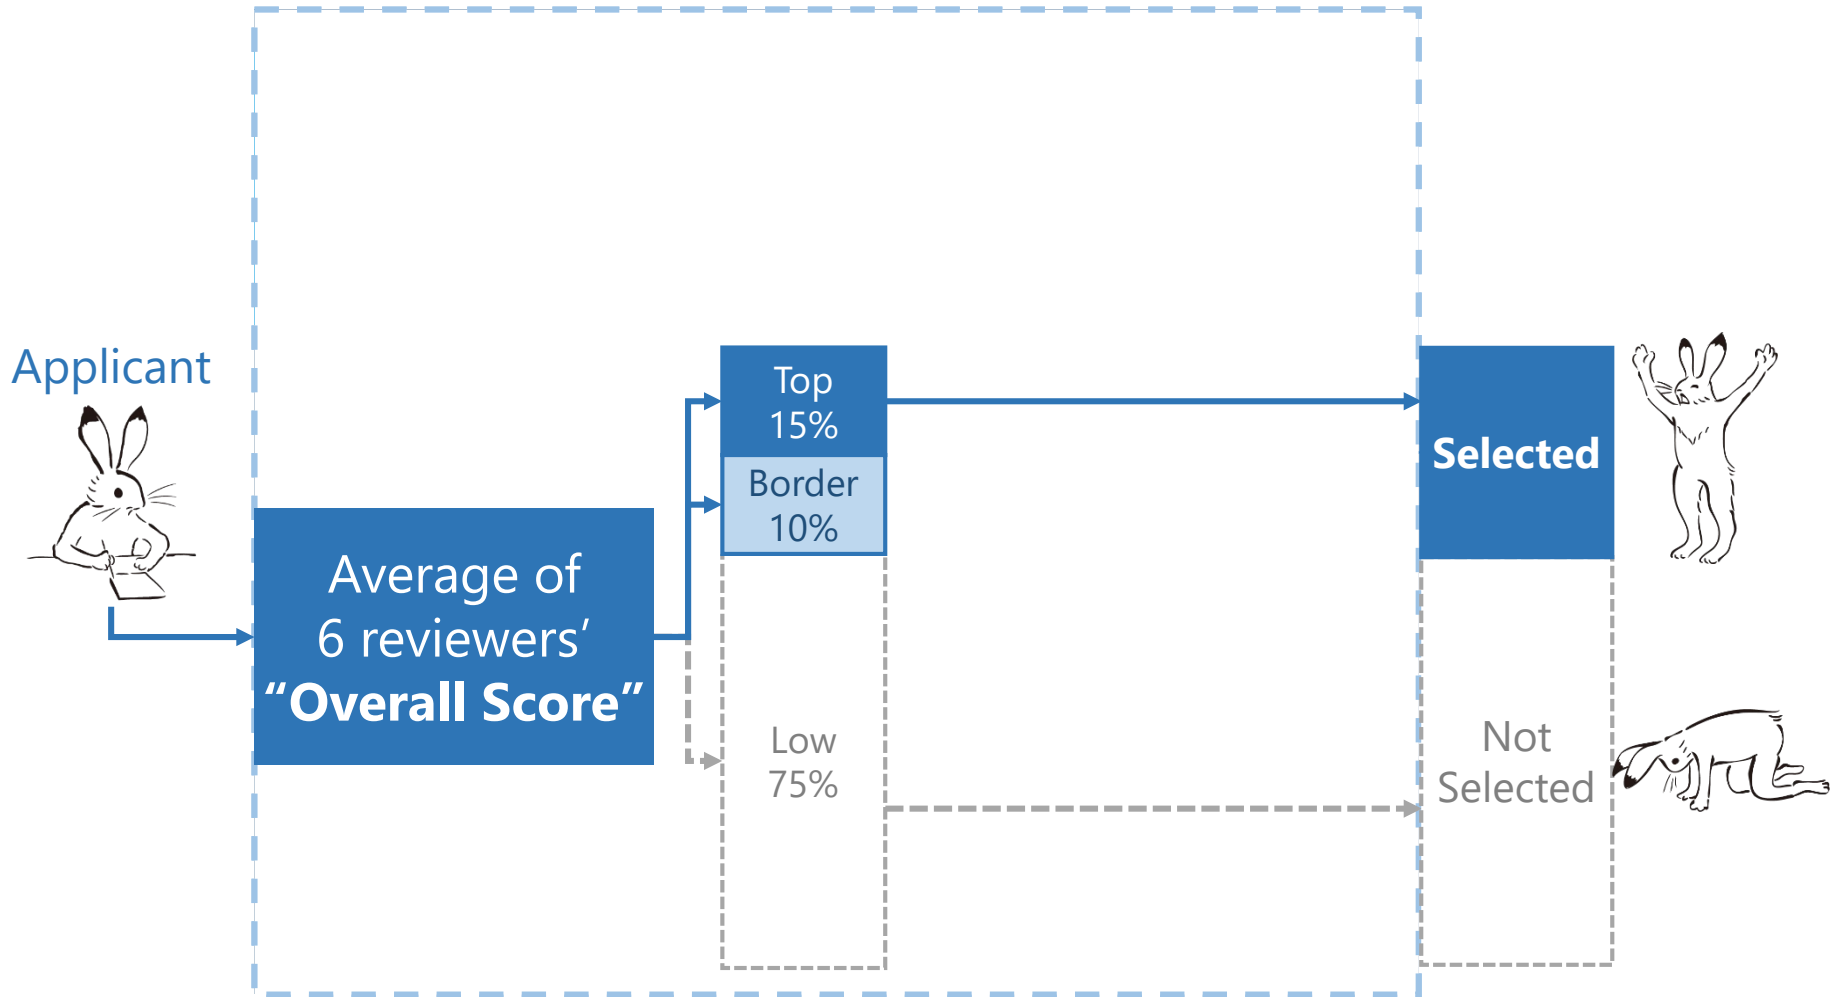 Applicant
Average of
6 reviewers‘
“Overall Score”
Top
15%
Border
10%
Low
75%
Selected
Not
Selected